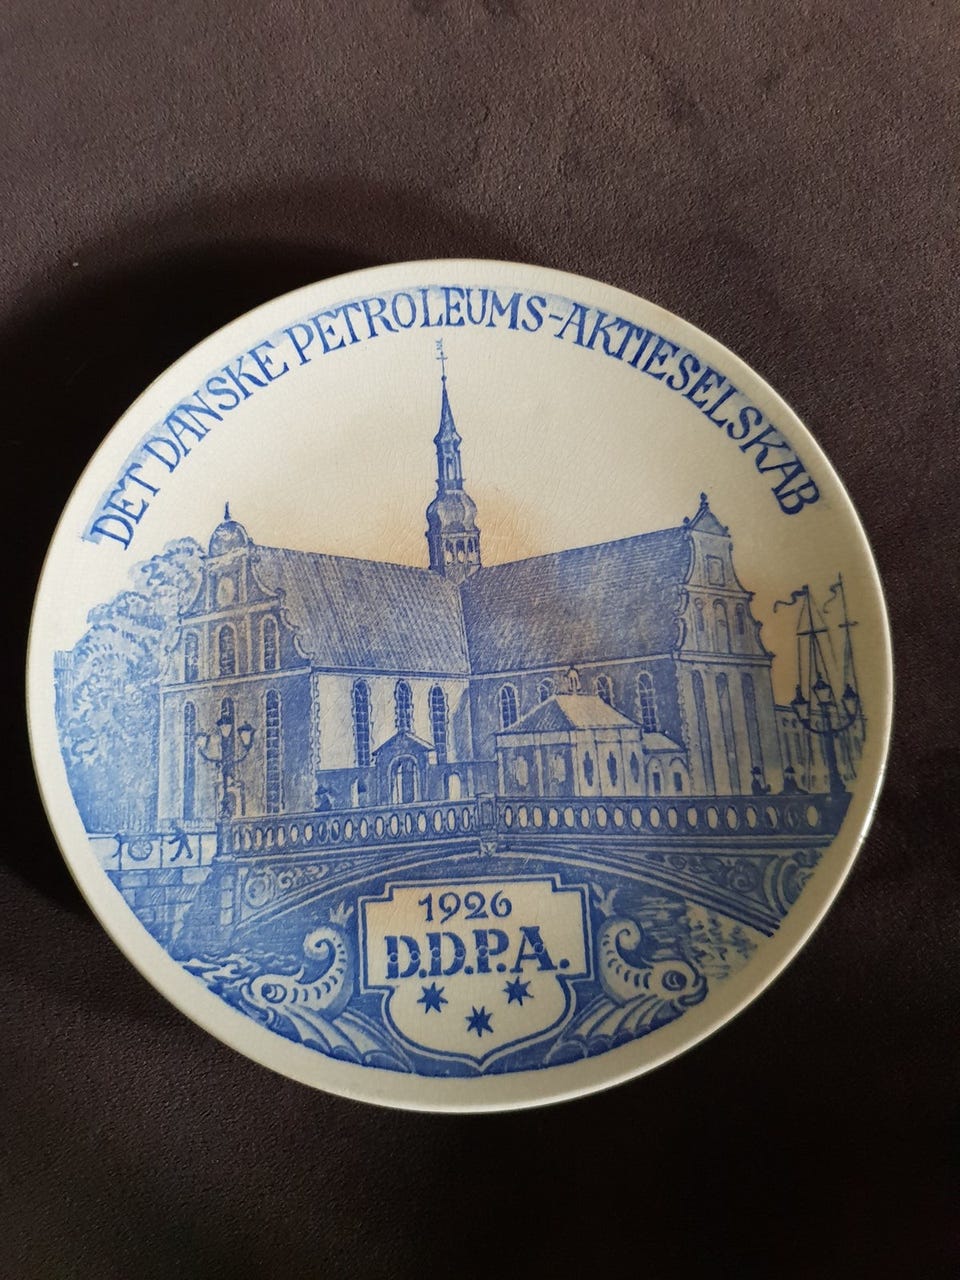 DET DANSKE PETROLEUMS-AKTIESELSKAB
1926
D.D.P.A.